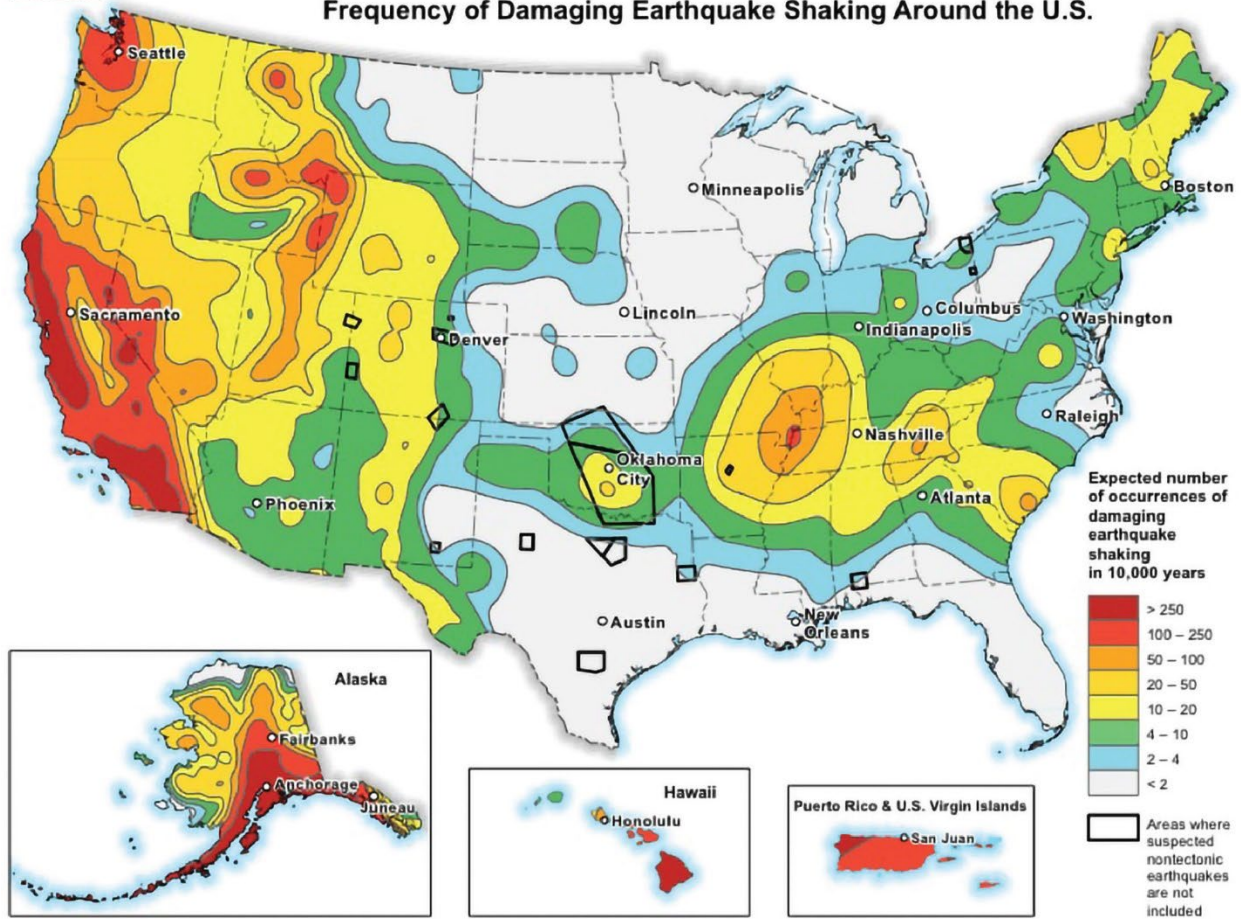 Frequency of Damaging Earthquake Shaking Around the U.S.
Seattle
Minneapolis
Boston
Sacramento
Lincoln
Columbus
Washington
Indianapolis
Denver
Raleigh
Nashville
Oklahoma
City
Phoenix
Atlanta
Austin
New
Orleans
Expected number
of occurrences of
damaging
earthquake
shaking
in 10,000 years
> 250
100 – 250
50 – 100
20 – 50
10 – 20
4 – 10
2 – 4
< 2
Areas where
suspected
nontectonic
earthquakes
are not
included
Alaska
Fairbanks
Anchorage
Juneau
Hawaii
Honolulu
Puerto Rico & U.S. Virgin Islands
San Juan